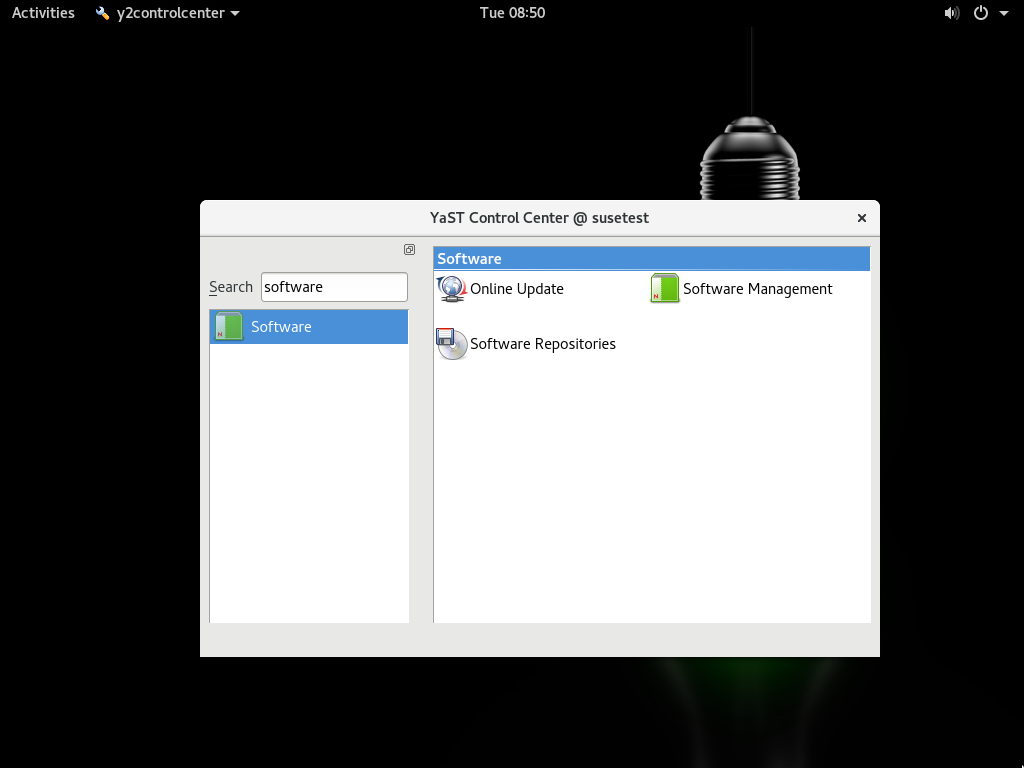 Activities y2controlcenter Tue 08:50
YaST Control Center @ susetest
Search software
Software
Software
Online Update Software Management
Software Repositories